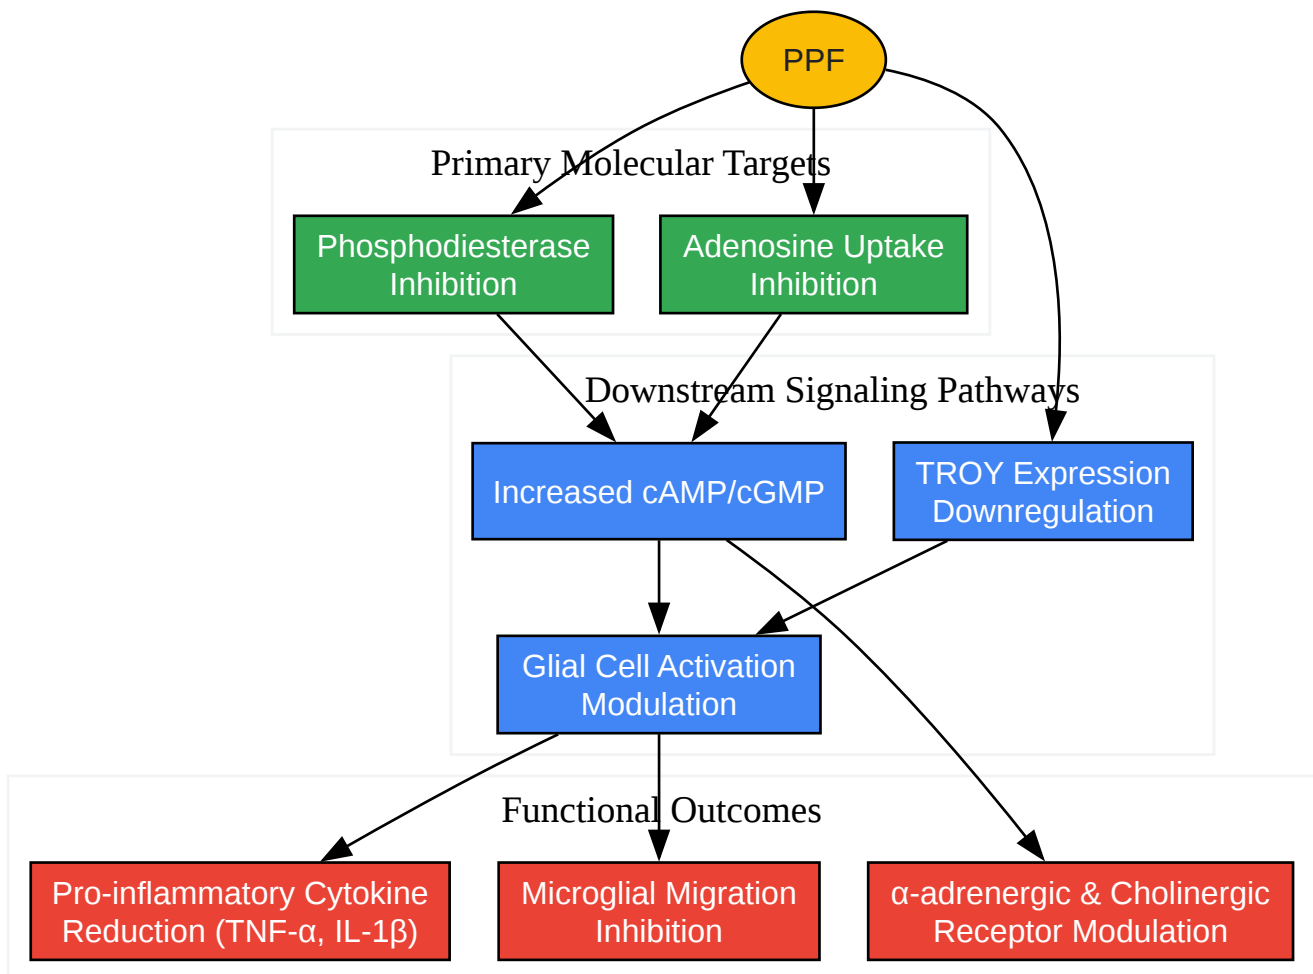 PPF
Primary Molecular Targets
Phosphodiesterase
Inhibition
Adenosine Uptake
Inhibition
Downstream Signaling Pathways
Increased cAMP/cGMP
TROY Expression
Downregulation
Glial Cell Activation
Modulation
Functional Outcomes
Pro-inflammatory Cytokine
Reduction (TNF-α, IL-1β)
Microglial Migration
Inhibition
α-adrenergic & Cholinergic
Receptor Modulation